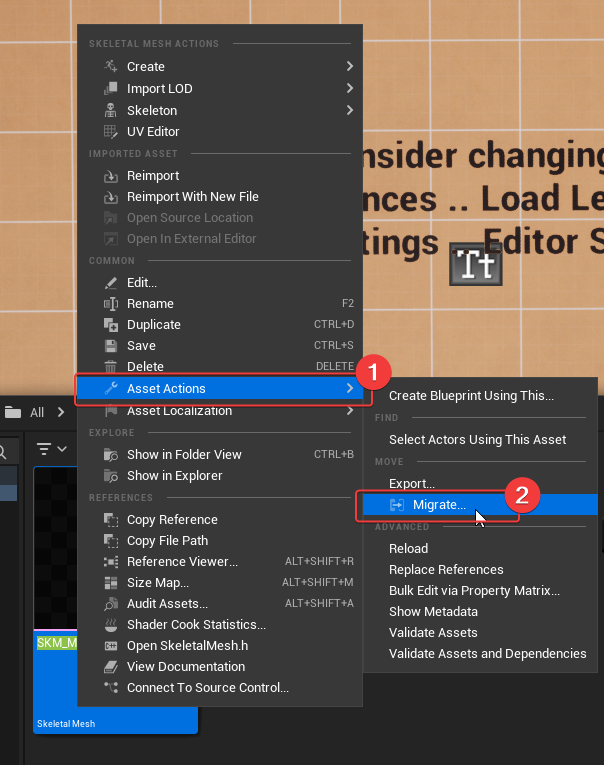 SKELETAL MESH ACTIONS
Create
Import LOD
Skeleton
UV Editor
IMPORTED ASSET
Reimport
Reimport With New File
Open Source Location
Open In External Editor
COMMON
Edit...
Rename F2
Duplicate CTRL+D
Save CTRL+S
Delete DELETE
Asset Actions
1
Asset Localization
EXPLORE
Show in Folder View CTRL+B
Show in Explorer
REFERENCES
Copy Reference
Copy File Path
Reference Viewer... ALT+SHIFT+R
Size Map... ALT+SHIFT+M
Audit Assets... ALT+SHIFT+A
Shader Cook Statistics...
Open SkeletalMesh.h
View Documentation
Connect To Source Control...
Create Blueprint Using This...
FIND
Select Actors Using This Asset
MOVE
Export...
Migrate...
2
ADVANCED
Reload
Replace References
Bulk Edit via Property Matrix...
Show Metadata
Validate Assets
Validate Assets and Dependencies
nsider changing
nces .. Load Le
tings .. Editor S
Tt
All
SKM_M
Skeletal Mesh